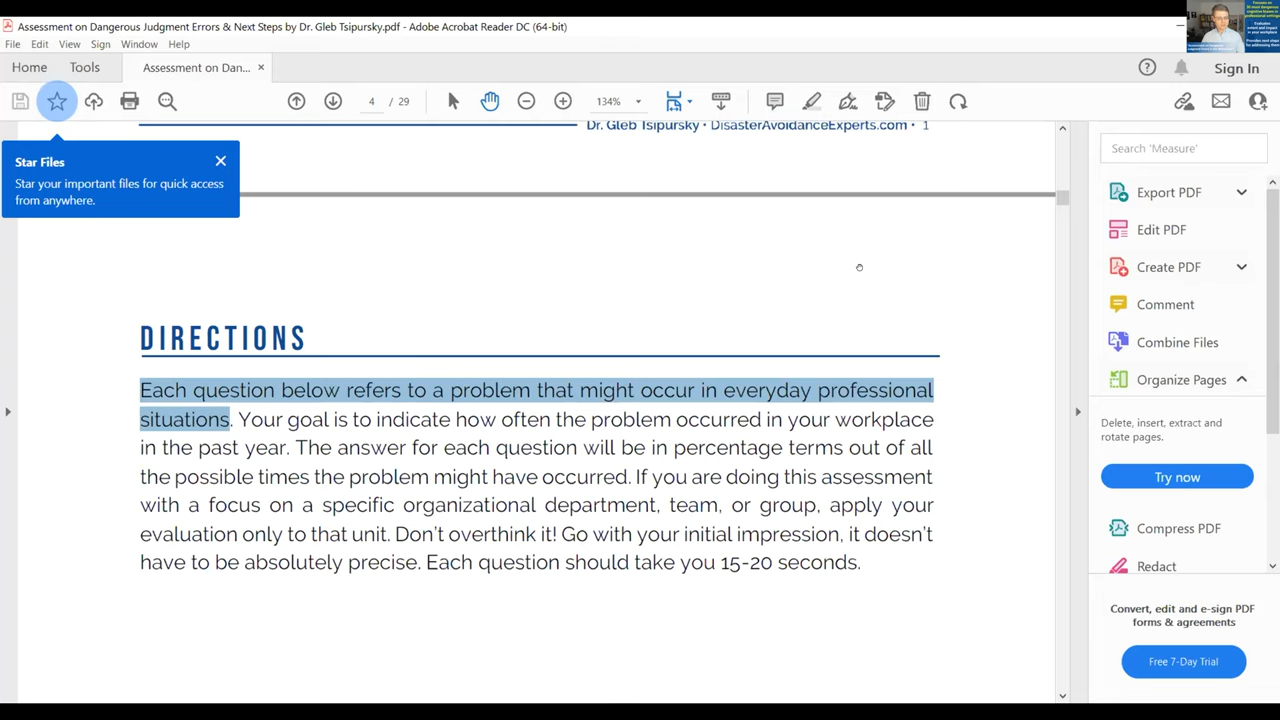 Assessment on Dangerous Judgment Errors & Next Steps by Dr. Gleb Tsipursky.pdf - Adobe Acrobat Reader DC (64-bit)
File Edit View Sign Window Help
Home Tools Assessment on Dan... ×
Sign In
4 / 29
134%
Dr. Gleb Tsipursky • DisasterAvoidanceExperts.com • 1
Star Files
Star your important files for quick access
from anywhere.
DIRECTIONS
Each question below refers to a problem that might occur in everyday professional
situations. Your goal is to indicate how often the problem occurred in your workplace
in the past year. The answer for each question will be in percentage terms out of all
the possible times the problem might have occurred. If you are doing this assessment
with a focus on a specific organizational department, team, or group, apply your
evaluation only to that unit. Don't overthink it! Go with your initial impression, it doesn't
have to be absolutely precise. Each question should take you 15-20 seconds.
Search 'Measure'
Export PDF
Edit PDF
Create PDF
Comment
Combine Files
Organize Pages
Delete, insert, extract and
rotate pages.
Try now
Compress PDF
Redact
Convert, edit and e-sign PDF
forms & agreements
Free 7-Day Trial